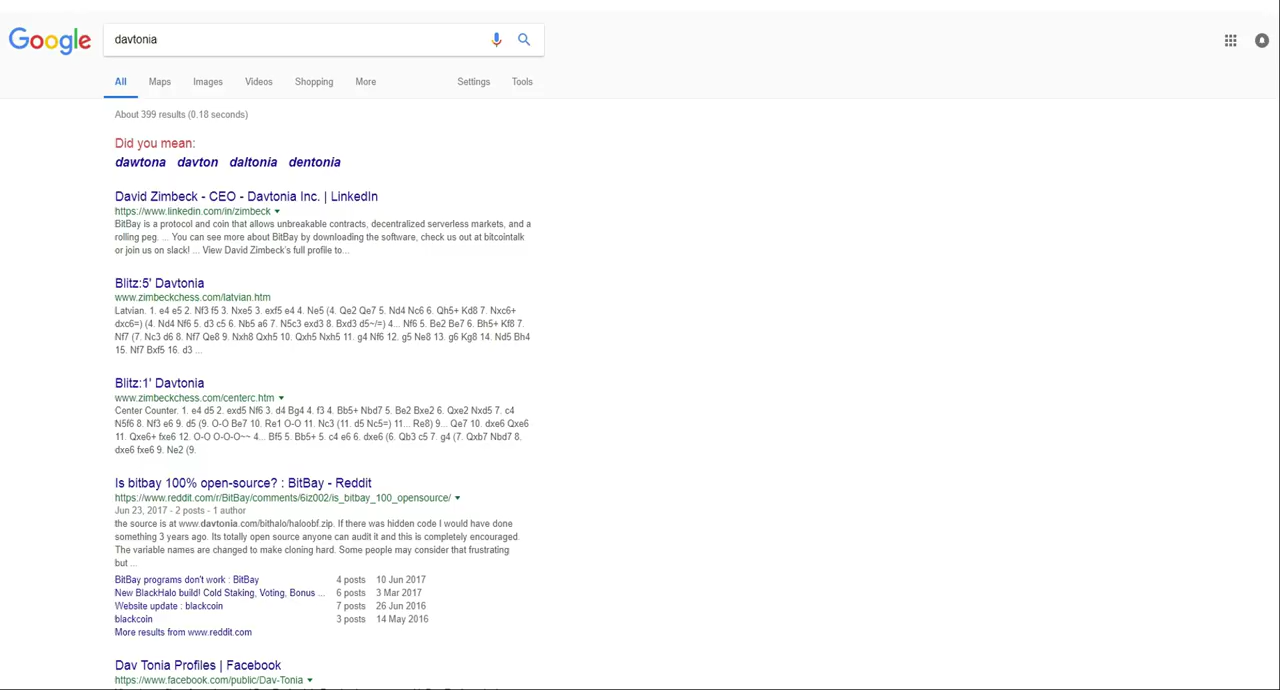 Google
davtonia
All Maps Images Videos Shopping More Settings Tools
About 399 results (0.18 seconds)
Did you mean:
dawtona davton daltonia dentonia
David Zimbeck - CEO - Davtonia Inc. | LinkedIn
https://www.linkedin.com/in/zimbeck
BitBay is a protocol and coin that allows unbreakable contracts, decentralized serverless markets, and a
rolling peg. ... You can see more about BitBay by downloading the software, check us out at bitcointalk
or join us on slack! ... View David Zimbeck's full profile to...
Blitz:5' Davtonia
www.zimbeckchess.com/latvian.htm
Latvian. 1. e4 e5 2. Nf3 f5 3. Nxe5 3. exf5 e4 4. Ne5 (4. Qe2 Qe7 5. Nd4 Nc6 6. Qh5+ Kd8 7. Nxc6+
dxc6=) (4. Nd4 Nf6 5. d3 c5 6. Nb5 a6 7. N5c3 exd3 8. Bxd3 d5~/=) 4... Nf6 5. Be2 Be7 6. Bh5+ Kf8 7.
Nf7 (7. Nc3 d6 8. Nf7 Qe8 9. Nxh8 Qxh5 10. Qxh5 Nxh5 11. g4 Nf6 12. g5 Ne8 13. g6 Kg8 14. Nd5 Bh4
15. Nf7 Bxf5 16. d3 ...
Blitz:1' Davtonia
www.zimbeckchess.com/centerc.htm
Center Counter. 1. e4 d5 2. exd5 Nf6 3. d4 Bg4 4. f3 4. Bb5+ Nbd7 5. Be2 Bxe2 6. Qxe2 Nxd5 7. c4
N5f6 8. Nf3 e6 9. d5 (9. O-O Be7 10. Re1 O-O 11. Nc3 (11. d5 Nc5=) 11... Re8) 9... Qe7 10. dxe6 Qxe6
11. Qxe6+ fxe6 12. O-O O-O-O~~ 4... Bf5 5. Bb5+ 5. c4 e6 6. dxe6 (6. Qb3 c5 7. g4 (7. Qxb7 Nbd7 8.
dxe6 fxe6 9. Ne2 (9.
Is bitbay 100% open-source? : BitBay - Reddit
https://www.reddit.com/r/BitBay/comments/6iz002/is_bitbay_100_opensource/
Jun 23, 2017 - 2 posts - 1 author
the source is at www.davtonia.com/bithalo/haloobf.zip. If there was hidden code I would have done
something 3 years ago. Its totally open source anyone can audit it and this is completely encouraged.
The variable names are changed to make cloning hard. Some people may consider that frustrating
but ...
BitBay programs don't work : BitBay 4 posts 10 Jun 2017
New BlackHalo build! Cold Staking, Voting, Bonus ... 6 posts 3 Mar 2017
Website update : blackcoin 7 posts 26 Jun 2016
blackcoin 3 posts 14 May 2016
More results from www.reddit.com
Dav Tonia Profiles | Facebook
https://www.facebook.com/public/Dav-Tonia